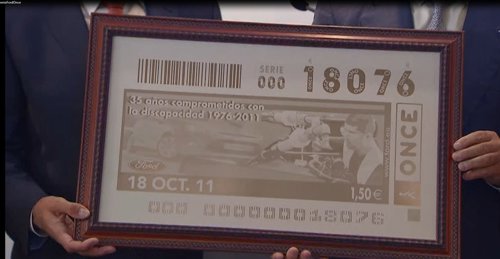 SERIE
000
18076
35 años comprometidos con
la discapacidad 1976-2011
Ford
18 OCT. 11
1,50€
ONCE
000 000000018076